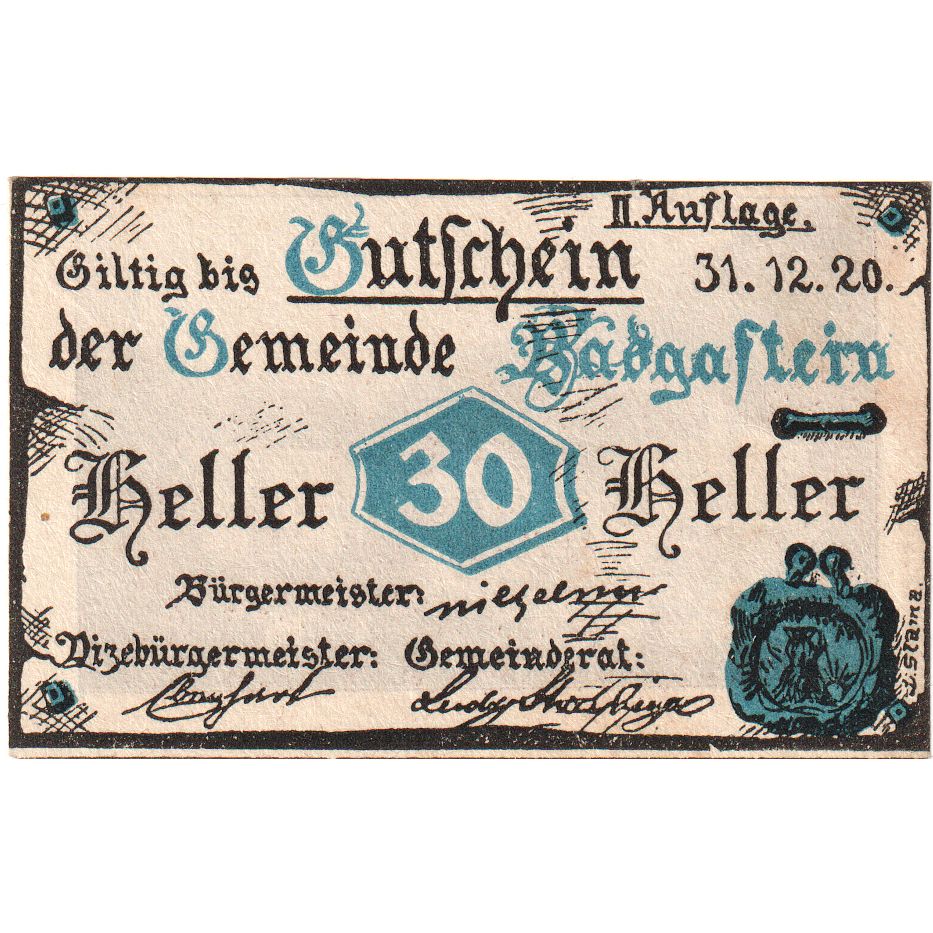 II. Auflage.
Giltig bis Gutschein 31. 12. 20.
der Gemeinde Badgastein
Heller 30 Heller
Bürgermeister:
Vizebürgermeister: Gemeinderat: